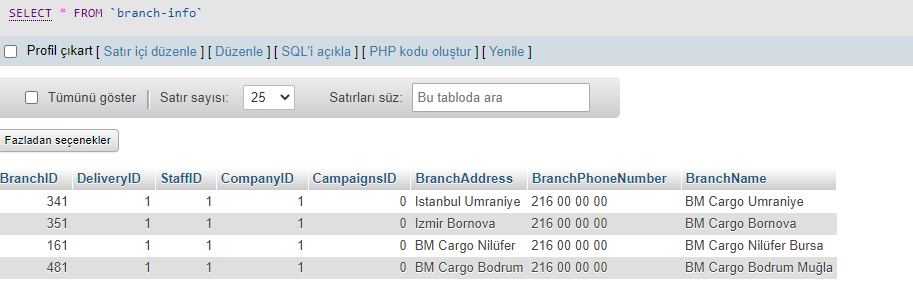 SELECT * FROM `branch-info`
Profil çıkart [ Satır içi düzenle ] [ Düzenle ] [ SQL'i açıkla ] [ PHP kodu oluştur ] [ Yenile ]
Tümünü göster Satır sayısı: 25 Satırları süz: Bu tabloda ara
Fazladan seçenekler
BranchID DeliveryID StaffID CompanyID CampaignsID BranchAddress BranchPhoneNumber BranchName
341 1 1 1 0 Istanbul Umraniye 216 00 00 00 BM Cargo Umraniye
351 1 1 1 0 Izmir Bornova 216 00 00 00 BM Cargo Bornova
161 1 1 1 0 BM Cargo Nilüfer 216 00 00 00 BM Cargo Nilüfer Bursa
481 1 1 1 0 BM Cargo Bodrum 216 00 00 00 BM Cargo Bodrum Muğla